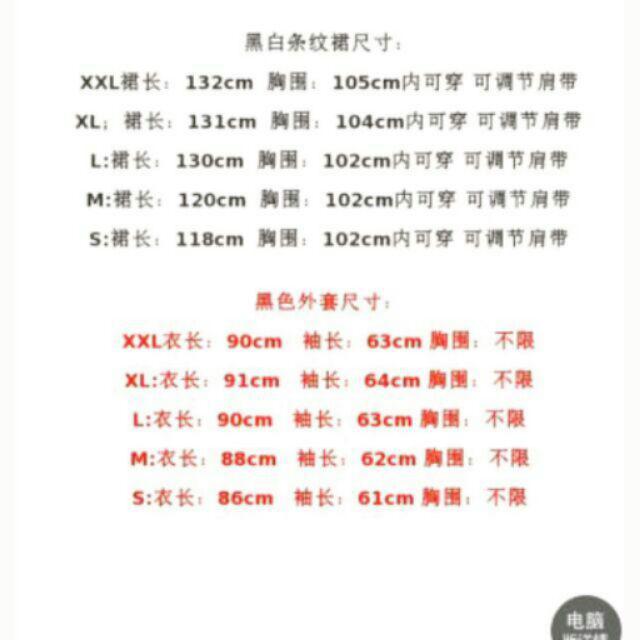 黑白条纹裙尺寸：
XXL裙长：132cm 胸围：105cm内可穿 可调节肩带
XL；裙长：131cm 胸围：104cm内可穿 可调节肩带
L:裙长：130cm 胸围：102cm内可穿 可调节肩带
M:裙长：120cm 胸围：102cm内可穿 可调节肩带
S:裙长：118cm 胸围：102cm内可穿 可调节肩带
黑色外套尺寸：
XXL衣长：90cm 袖长：63cm 胸围：不限
XL:衣长：91cm 袖长：64cm 胸围：不限
L:衣长：90cm 袖长：63cm 胸围：不限
M:衣长：88cm 袖长：62cm 胸围：不限
S:衣长：86cm 袖长：61cm 胸围：不限
电脑